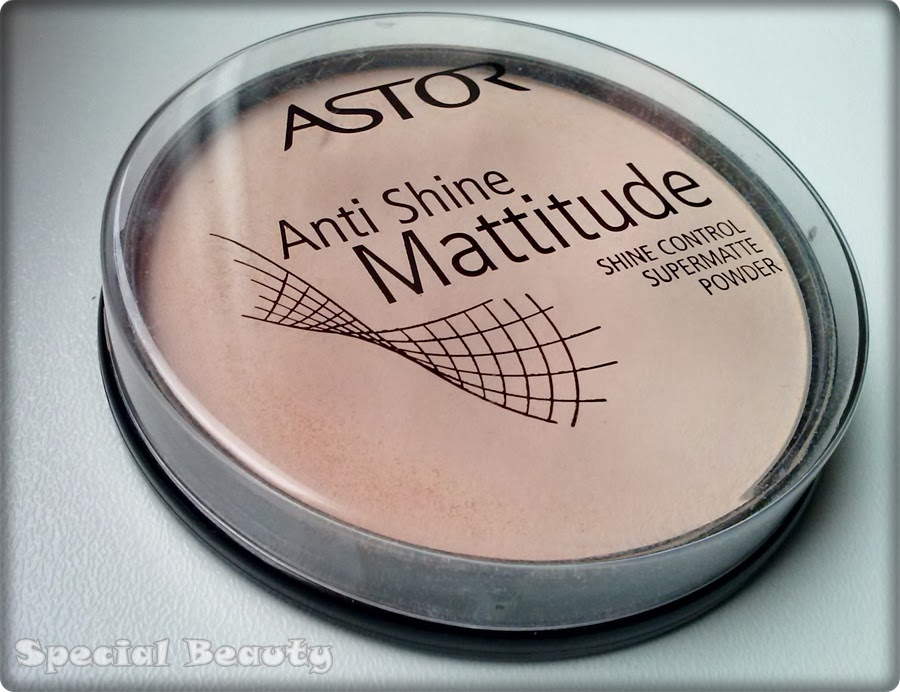 ASTOR
Anti Shine
Mattitude
SHINE CONTROL
SUPERMATTE
POWDER
Special Beauty